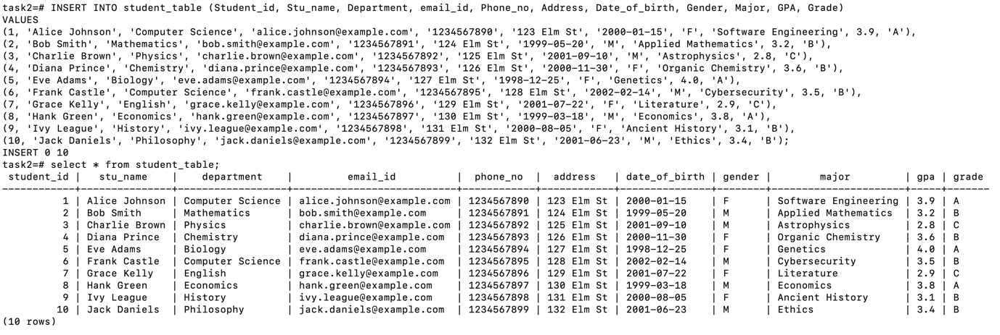 task2=# INSERT INTO student_table (Student_id, Stu_name, Department, email_id, Phone_no, Address, Date_of_birth, Gender, Major, GPA, Grade)
VALUES
(1, 'Alice Johnson', 'Computer Science', 'alice.johnson@example.com', '1234567890', '123 Elm St', '2000-01-15', 'F', 'Software Engineering', 3.9, 'A'),
(2, 'Bob Smith', 'Mathematics', 'bob.smith@example.com', '1234567891', '124 Elm St', '1999-05-20', 'M', 'Applied Mathematics', 3.2, 'B'),
(3, 'Charlie Brown', 'Physics', 'charlie.brown@example.com', '1234567892', '125 Elm St', '2001-09-10', 'M', 'Astrophysics', 2.8, 'C'),
(4, 'Diana Prince', 'Chemistry', 'diana.prince@example.com', '1234567893', '126 Elm St', '2000-11-30', 'F', 'Organic Chemistry', 3.6, 'B'),
(5, 'Eve Adams', 'Biology', 'eve.adams@example.com', '1234567894', '127 Elm St', '1998-12-25', 'F', 'Genetics', 4.0, 'A'),
(6, 'Frank Castle', 'Computer Science', 'frank.castle@example.com', '1234567895', '128 Elm St', '2002-02-14', 'M', 'Cybersecurity', 3.5, 'B'),
(7, 'Grace Kelly', 'English', 'grace.kelly@example.com', '1234567896', '129 Elm St', '2001-07-22', 'F', 'Literature', 2.9, 'C'),
(8, 'Hank Green', 'Economics', 'hank.green@example.com', '1234567897', '130 Elm St', '1999-03-18', 'M', 'Economics', 3.8, 'A'),
(9, 'Ivy League', 'History', 'ivy.league@example.com', '1234567898', '131 Elm St', '2000-08-05', 'F', 'Ancient History', 3.1, 'B'),
(10, 'Jack Daniels', 'Philosophy', 'jack.daniels@example.com', '1234567899', '132 Elm St', '2001-06-23', 'M', 'Ethics', 3.4, 'B');
INSERT 0 10
task2=# select * from student_table;
student_id | stu_name | department | email_id | phone_no | address | date_of_birth | gender | major | gpa | grade
1 | Alice Johnson | Computer Science | alice.johnson@example.com | 1234567890 | 123 Elm St | 2000-01-15 | F | Software Engineering | 3.9 | A
2 | Bob Smith | Mathematics | bob.smith@example.com | 1234567891 | 124 Elm St | 1999-05-20 | M | Applied Mathematics | 3.2 | B
3 | Charlie Brown | Physics | charlie.brown@example.com | 1234567892 | 125 Elm St | 2001-09-10 | M | Astrophysics | 2.8 | C
4 | Diana Prince | Chemistry | diana.prince@example.com | 1234567893 | 126 Elm St | 2000-11-30 | F | Organic Chemistry | 3.6 | B
5 | Eve Adams | Biology | eve.adams@example.com | 1234567894 | 127 Elm St | 1998-12-25 | F | Genetics | 4.0 | A
6 | Frank Castle | Computer Science | frank.castle@example.com | 1234567895 | 128 Elm St | 2002-02-14 | M | Cybersecurity | 3.5 | B
7 | Grace Kelly | English | grace.kelly@example.com | 1234567896 | 129 Elm St | 2001-07-22 | F | Literature | 2.9 | C
8 | Hank Green | Economics | hank.green@example.com | 1234567897 | 130 Elm St | 1999-03-18 | M | Economics | 3.8 | A
9 | Ivy League | History | ivy.league@example.com | 1234567898 | 131 Elm St | 2000-08-05 | F | Ancient History | 3.1 | B
10 | Jack Daniels | Philosophy | jack.daniels@example.com | 1234567899 | 132 Elm St | 2001-06-23 | M | Ethics | 3.4 | B
(10 rows)